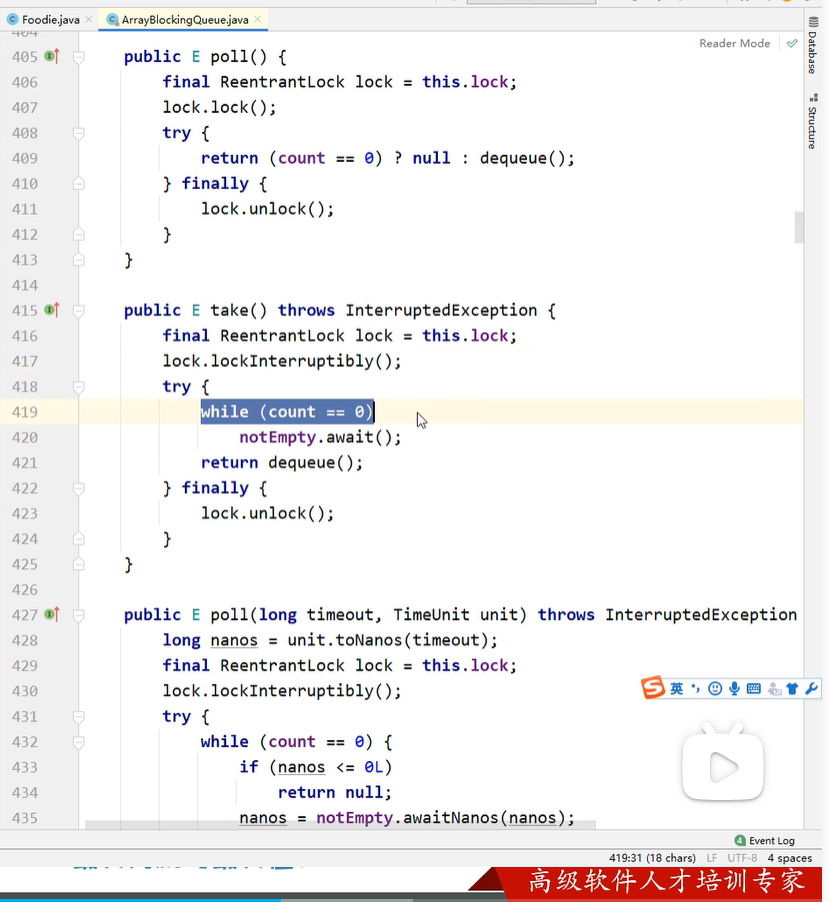 Foodie.java ArrayBlockingQueue.java
404
Reader Mode
Database
Structure
405 public E poll() {
406 final ReentrantLock lock = this.lock;
407 lock.lock();
408 try {
409 return (count == 0) ? null : dequeue();
410 } finally {
411 lock.unlock();
412 }
413 }
414
415 public E take() throws InterruptedException {
416 final ReentrantLock lock = this.lock;
417 lock.lockInterruptibly();
418 try {
419 while (count == 0)
420 notEmpty.await();
421 return dequeue();
422 } finally {
423 lock.unlock();
424 }
425 }
426
427 public E poll(long timeout, TimeUnit unit) throws InterruptedException
428 long nanos = unit.toNanos(timeout);
429 final ReentrantLock lock = this.lock;
430 lock.lockInterruptibly();
431 try {
432 while (count == 0) {
433 if (nanos <= 0L)
434 return null;
435 nanos = notEmpty.awaitNanos(nanos);
S 英
4 Event Log
419:31 (18 chars) LF UTF-8 4 spaces
高级软件人才培训专家